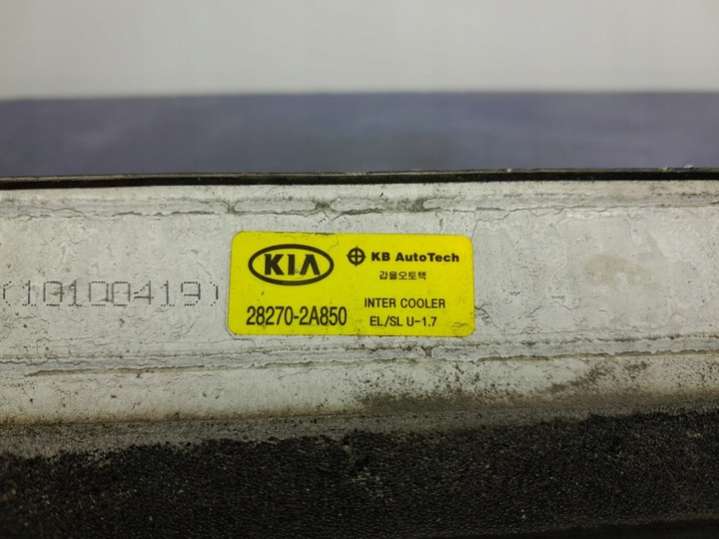 (10100419)
KIA
KB AutoTech
갑을오토텍
28270-2A850
INTER COOLER
EL/SL U-1.7